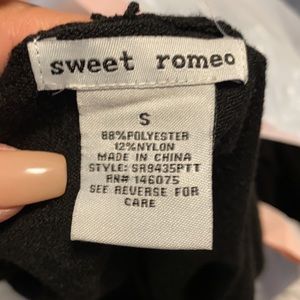 sweet romeo
S
88%POLYESTER
12%NYLON
MADE IN CHINA
STYLE: SR9435PTT
RN# 146075
SEE REVERSE FOR
CARE